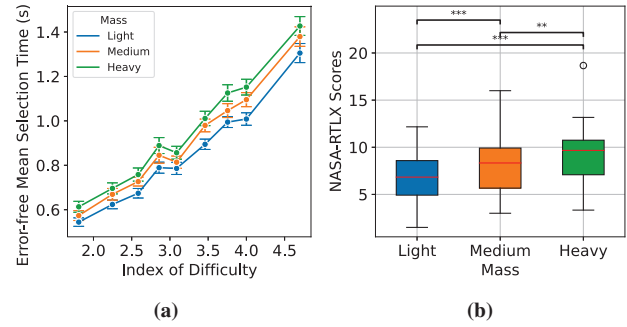 Error-free Mean Selection Time (s)
1.4
1.2
1.0
0.8
0.6
Mass
Light
Medium
Heavy
2.0 2.5 3.0 3.5 4.0 4.5
Index of Difficulty
(a)
NASA-RTLX Scores
20
15
10
5
***
**
***
Light Medium Heavy
Mass
(b)